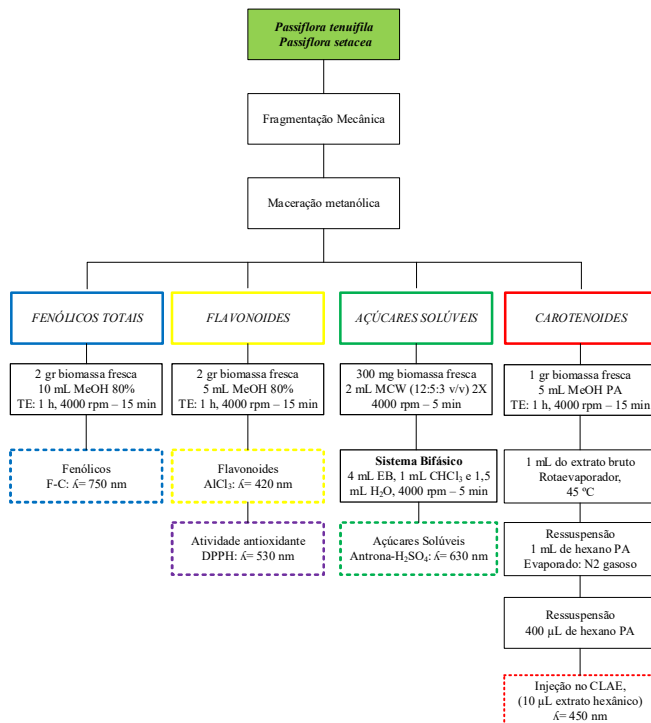 Passiflora tenuifila
Passiflora setacea
Fragmentação Mecânica
Maceração metanólica
FENÓLICOS TOTAIS
2 gr biomassa fresca
10 mL MeOH 80%
TE: 1 h, 4000 rpm – 15 min
Fenólicos
F-C: ʎ= 750 nm
FLAVONOIDES
2 gr biomassa fresca
5 mL MeOH 80%
TE: 1 h, 4000 rpm – 15 min
Flavonoides
AlCl₃: ʎ= 420 nm
Atividade antioxidante
DPPH: ʎ= 530 nm
AÇÚCARES SOLÚVEIS
300 mg biomassa fresca
2 mL MCW (12:5:3 v/v) 2X
4000 rpm – 5 min
Sistema Bifásico
4 mL EB, 1 mL CHCl₃ e 1,5
mL H₂O, 4000 rpm – 5 min
Açúcares Solúveis
Antrona-H₂SO₄: ʎ= 630 nm
CAROTENOIDES
1 gr biomassa fresca
5 mL MeOH PA
TE: 1 h, 4000 rpm – 15 min
1 mL do extrato bruto
Rotaevaporador,
45 ºC
Ressuspensão
1 mL de hexano PA
Evaporado: N2 gasoso
Ressuspensão
400 µL de hexano PA
Injeção no CLAE,
(10 µL extrato hexânico)
ʎ= 450 nm